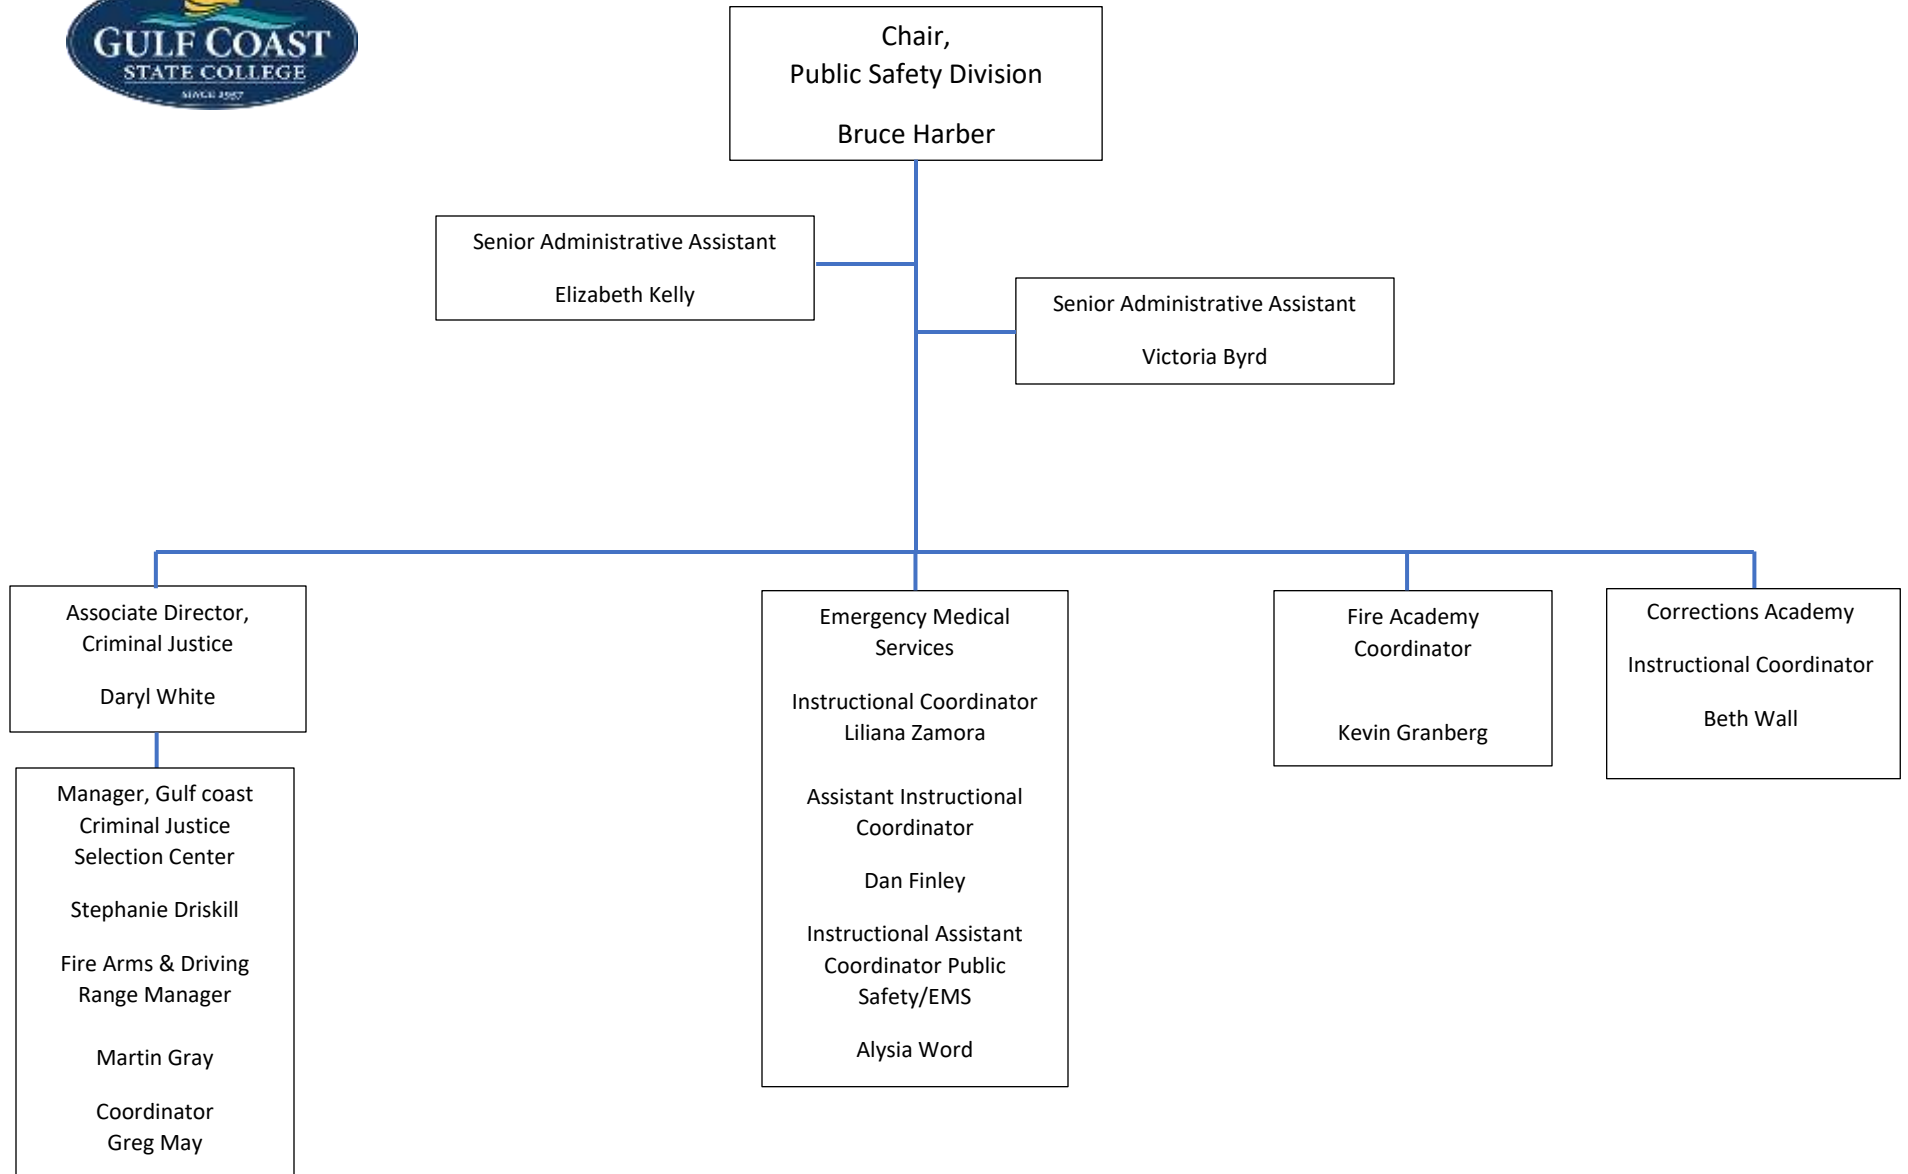 GULF COAST
STATE COLLEGE
SINCE 1957
Chair,
Public Safety Division
Bruce Harber
Senior Administrative Assistant
Elizabeth Kelly
Senior Administrative Assistant
Victoria Byrd
Associate Director,
Criminal Justice
Daryl White
Manager, Gulf coast
Criminal Justice
Selection Center
Stephanie Driskill
Fire Arms & Driving
Range Manager
Martin Gray
Coordinator
Greg May
Emergency Medical
Services
Instructional Coordinator
Liliana Zamora
Assistant Instructional
Coordinator
Dan Finley
Instructional Assistant
Coordinator Public
Safety/EMS
Alysia Word
Fire Academy
Coordinator
Kevin Granberg
Corrections Academy
Instructional Coordinator
Beth Wall